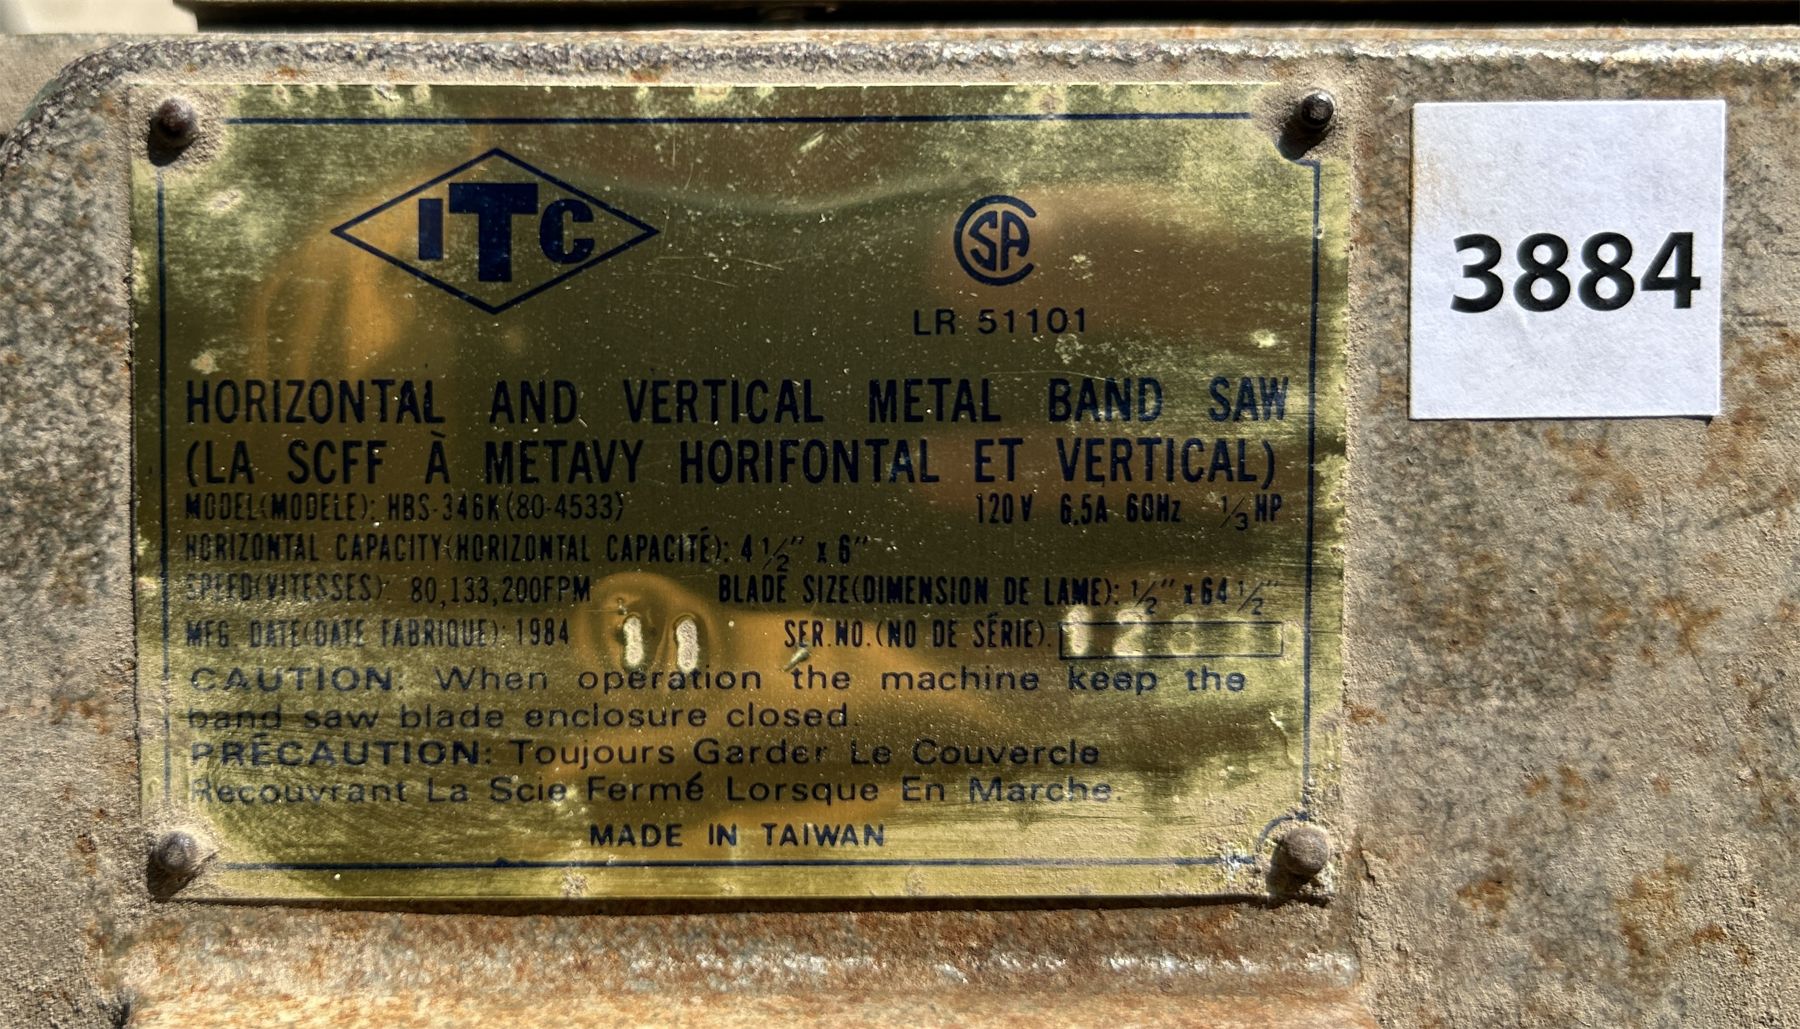 ITC
CSA
LR 51101
3884
HORIZONTAL AND VERTICAL METAL BAND SAW
(LA SCFF À METAVY HORIFONTAL ET VERTICAL)
MODEL(MODELE): HBS-346K(80-4533) 120V 6.5A 60Hz 1/3 HP
HORIZONTAL CAPACITY(HORIZONTAL CAPACITÉ): 4 1/2" x 6"
SPEED(VITESSES): 80,133,200FPM BLADE SIZE(DIMENSION DE LAME): 1/2" x 64 1/2"
MFG. DATE(DATE FABRIQUE): 1984 11 SER.NO.(NO DE SÉRIE).
CAUTION: When operation the machine keep the
band saw blade enclosure closed.
PRÉCAUTION: Toujours Garder Le Couvercle
Recouvrant La Scie Fermé Lorsque En Marche.
MADE IN TAIWAN